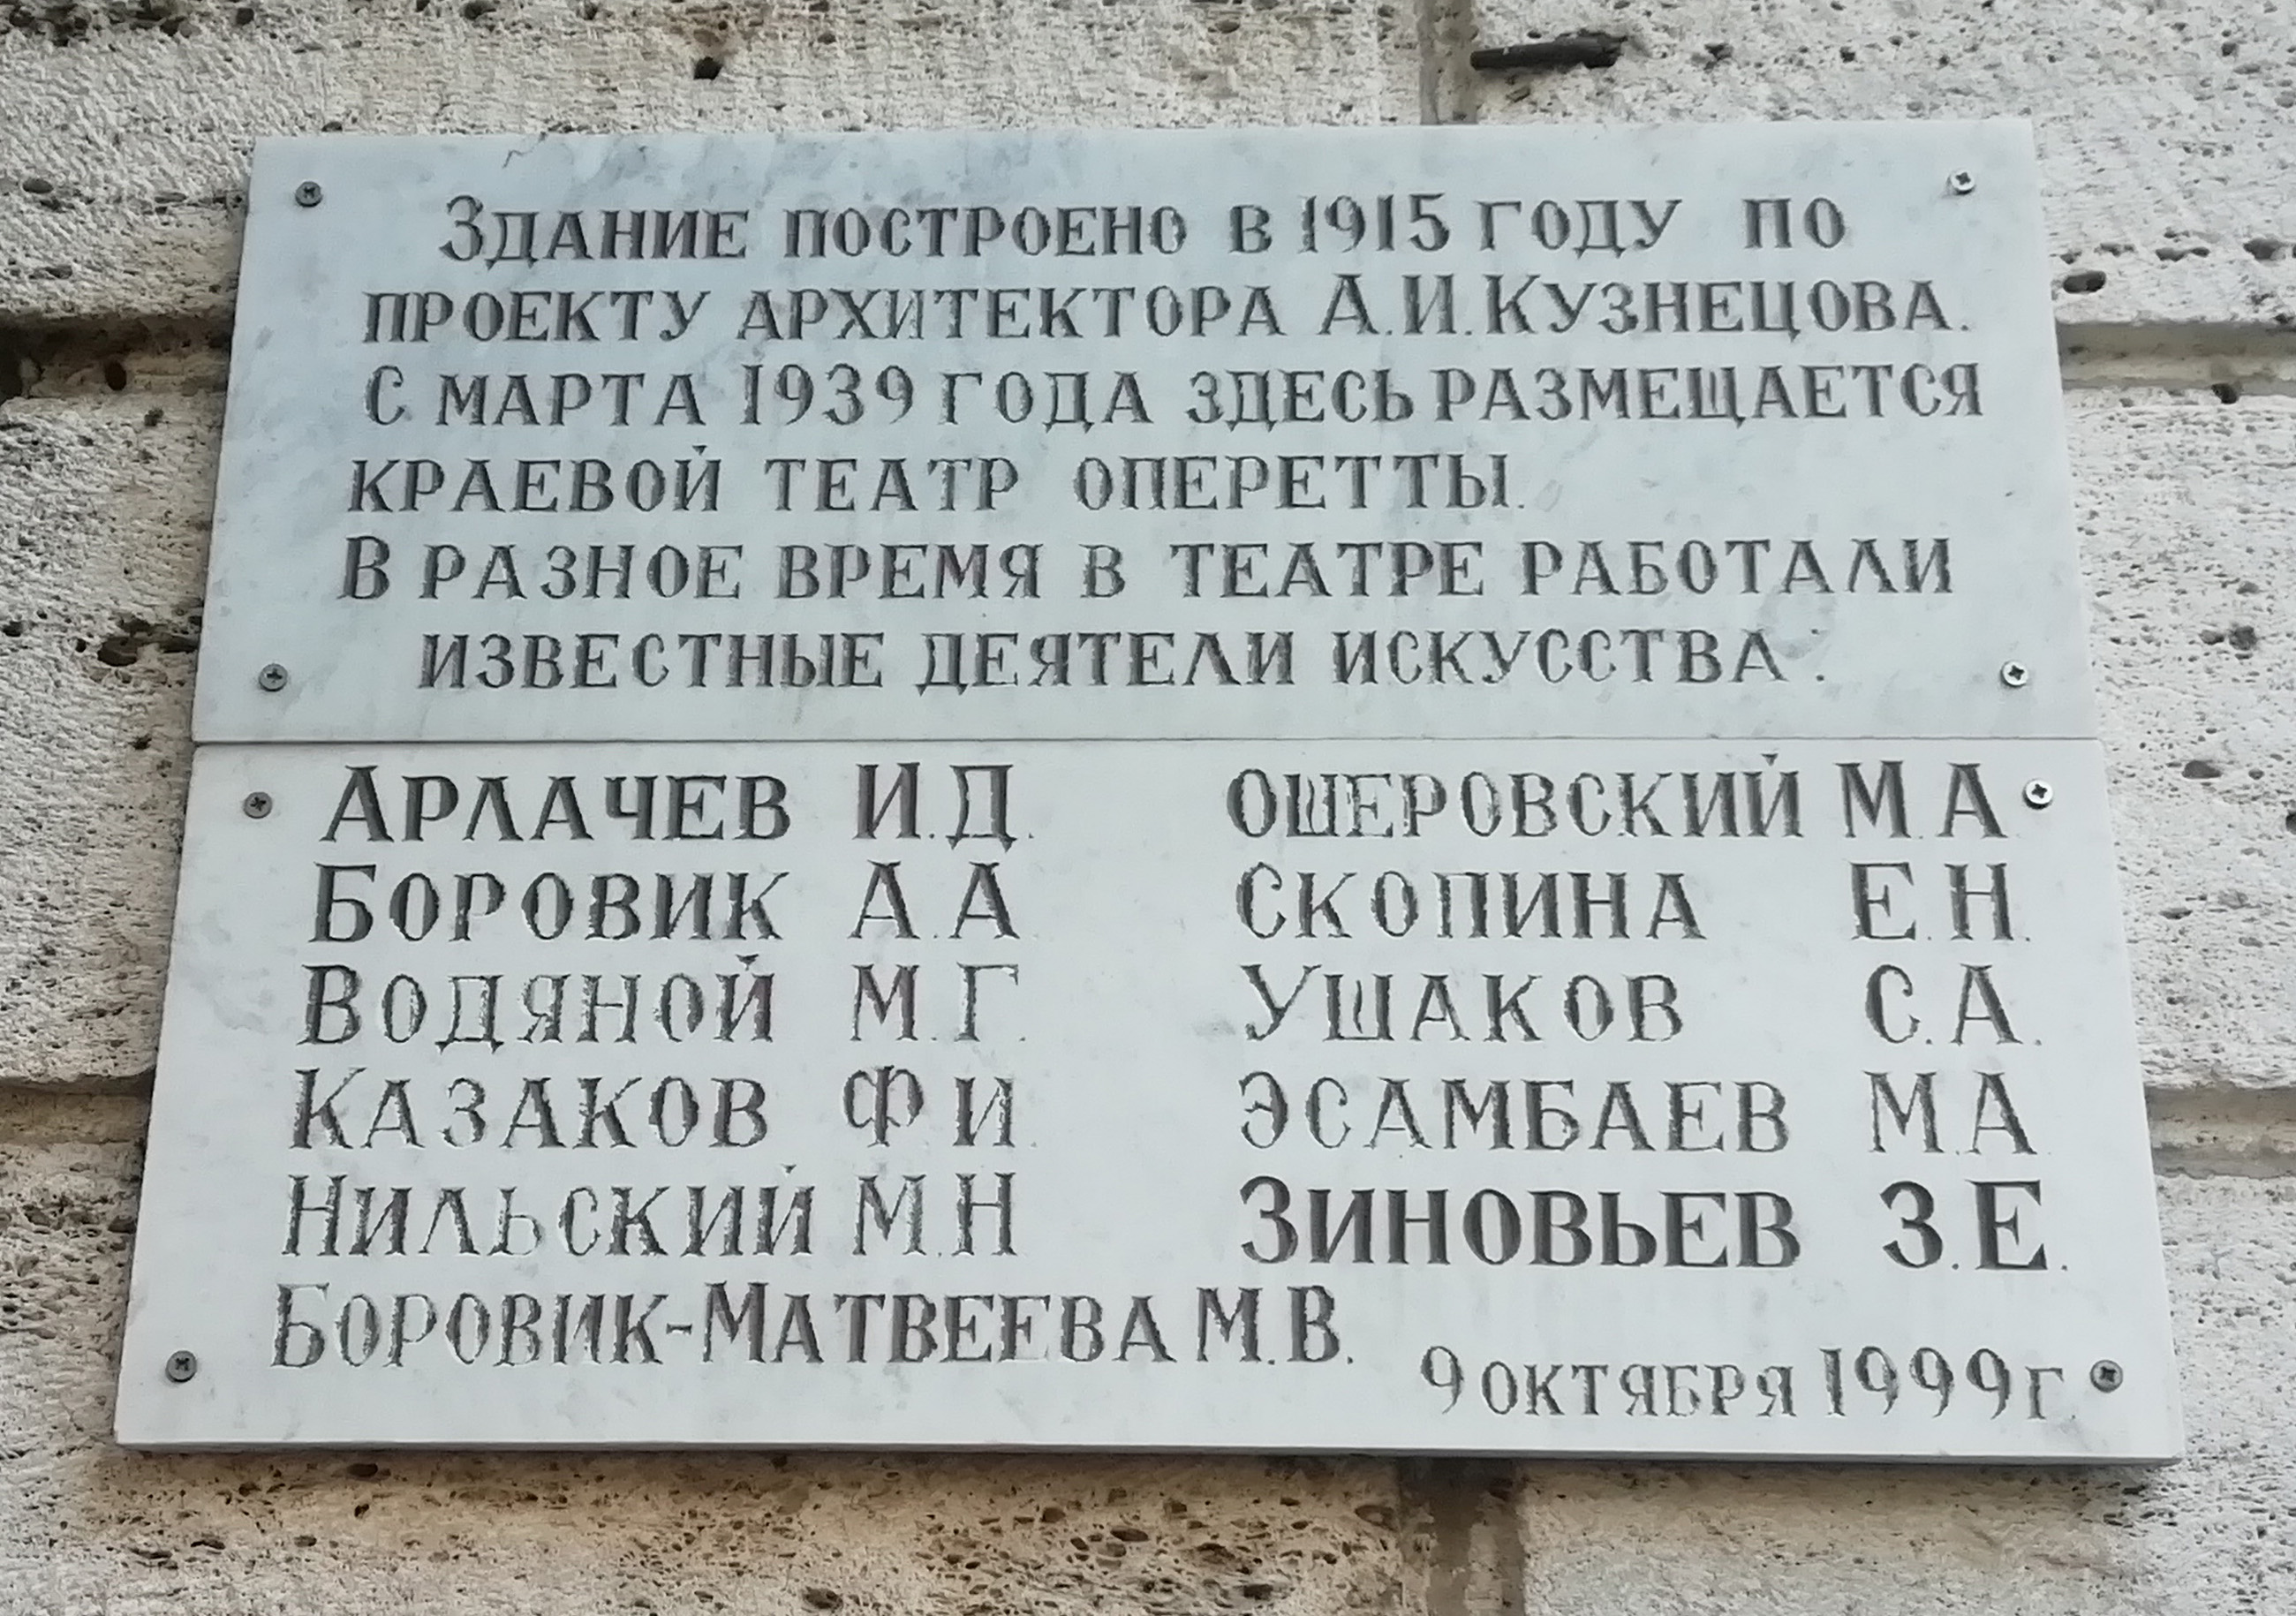 Здание построено в 1915 году по
проекту архитектора А.И.Кузнецова.
С марта 1939 года здесь размещается
краевой театр оперетты.
В разное время в театре работали
известные деятели искусства:
Арлачев И.Д.
Боровик А.А.
Водяной М.Г.
Казаков Ф.И.
Нильский М.Н.
Боровик-Матвеева М.В.
Ошеровский М.А.
Скопина Е.Н.
Ушаков С.А.
Эсамбаев М.А.
Зиновьев З.Е.
9 октября 1999г.